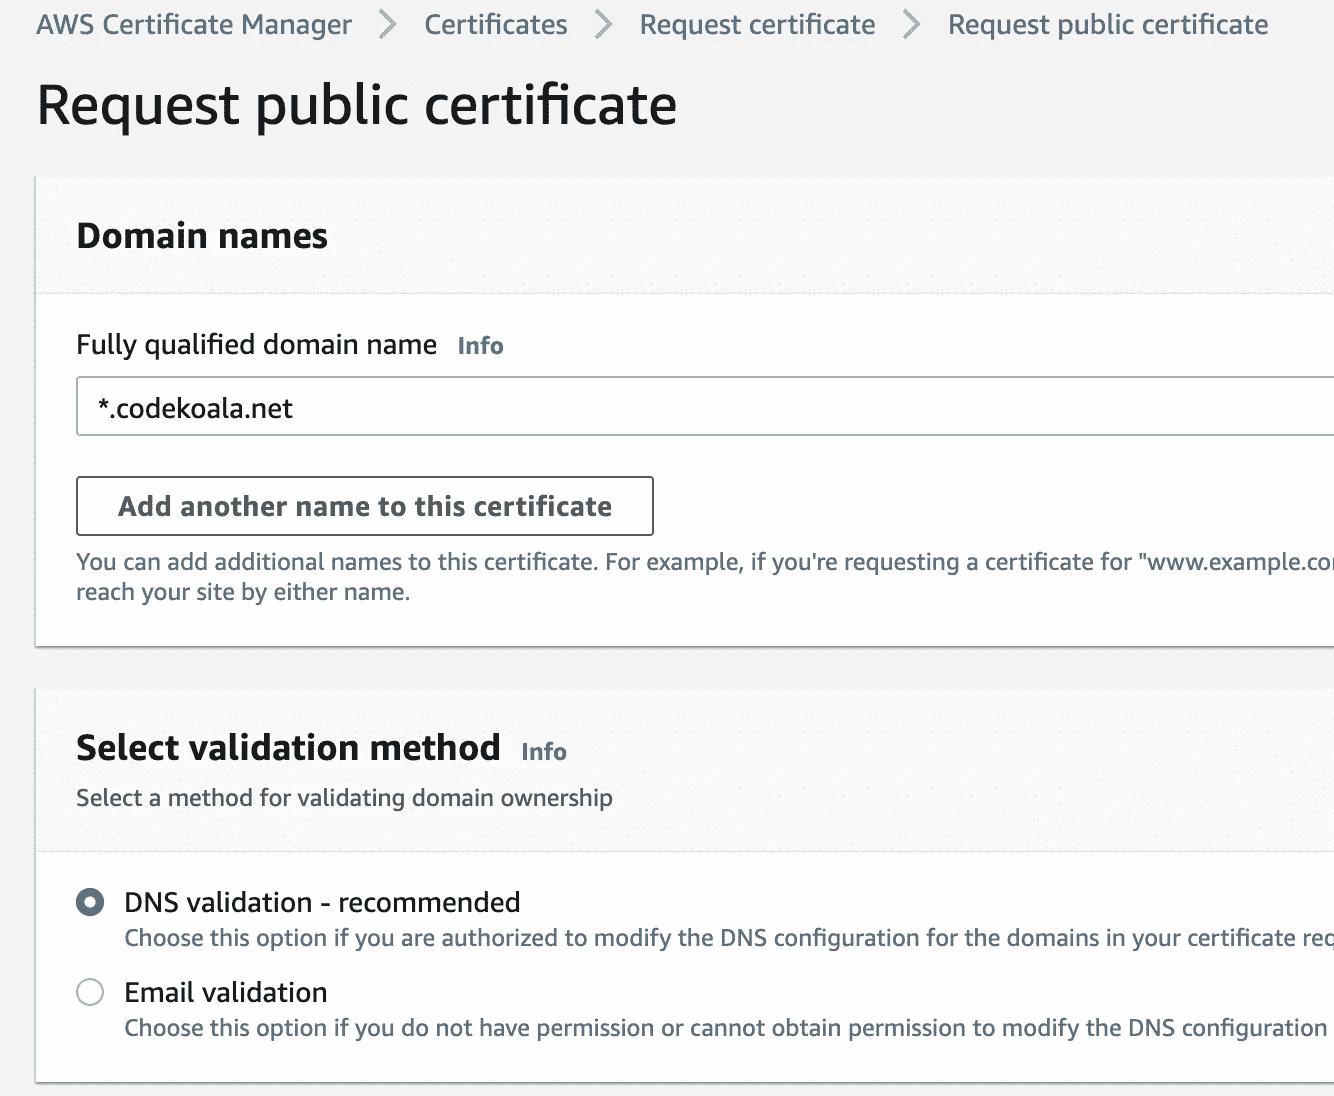 AWS Certificate Manager > Certificates > Request certificate > Request public certificate
Request public certificate
Domain names
Fully qualified domain name Info
*.codekoala.net
Add another name to this certificate
You can add additional names to this certificate. For example, if you're requesting a certificate for "www.example.co
reach your site by either name.
Select validation method Info
Select a method for validating domain ownership
DNS validation - recommended
Choose this option if you are authorized to modify the DNS configuration for the domains in your certificate req
Email validation
Choose this option if you do not have permission or cannot obtain permission to modify the DNS configuration